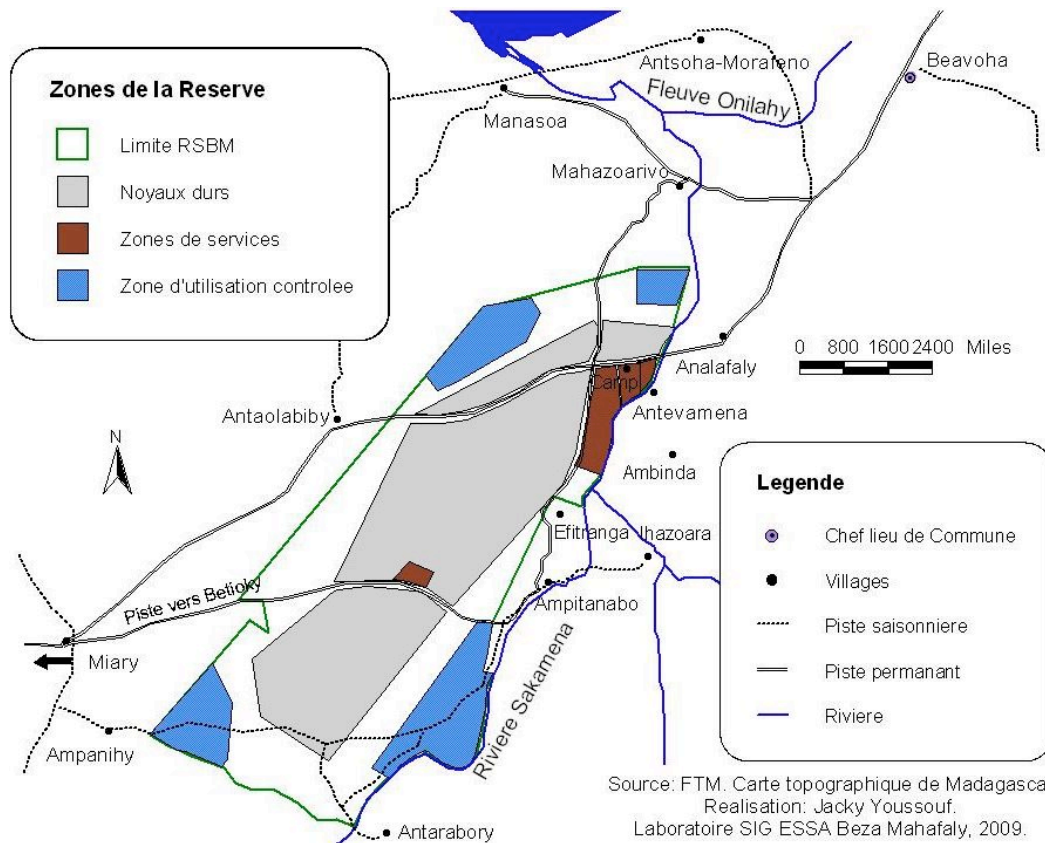 Zones de la Reserve
Limite RSBM
Noyaux durs
Zones de services
Zone d'utilisation controlee
Antsoha-Morafeno
Beavoha
Fleuve Onilahy
Manasoa
Mahazoarivo
0 800 1600 2400 Miles
Analafaly
Camp
Antaolabiby
Antevamena
N
Ambinda
Efitranga
Ihazoara
Piste vers Betioky
Ampitanabo
Miary
Riviere Sakamena
Ampanihy
Antarabory
Legende
Chef lieu de Commune
Villages
Piste saisonniere
Piste permanant
Riviere
Source: FTM. Carte topographique de Madagasca
Realisation: Jacky Youssouf.
Laboratoire SIG ESSA Beza Mahafaly, 2009.